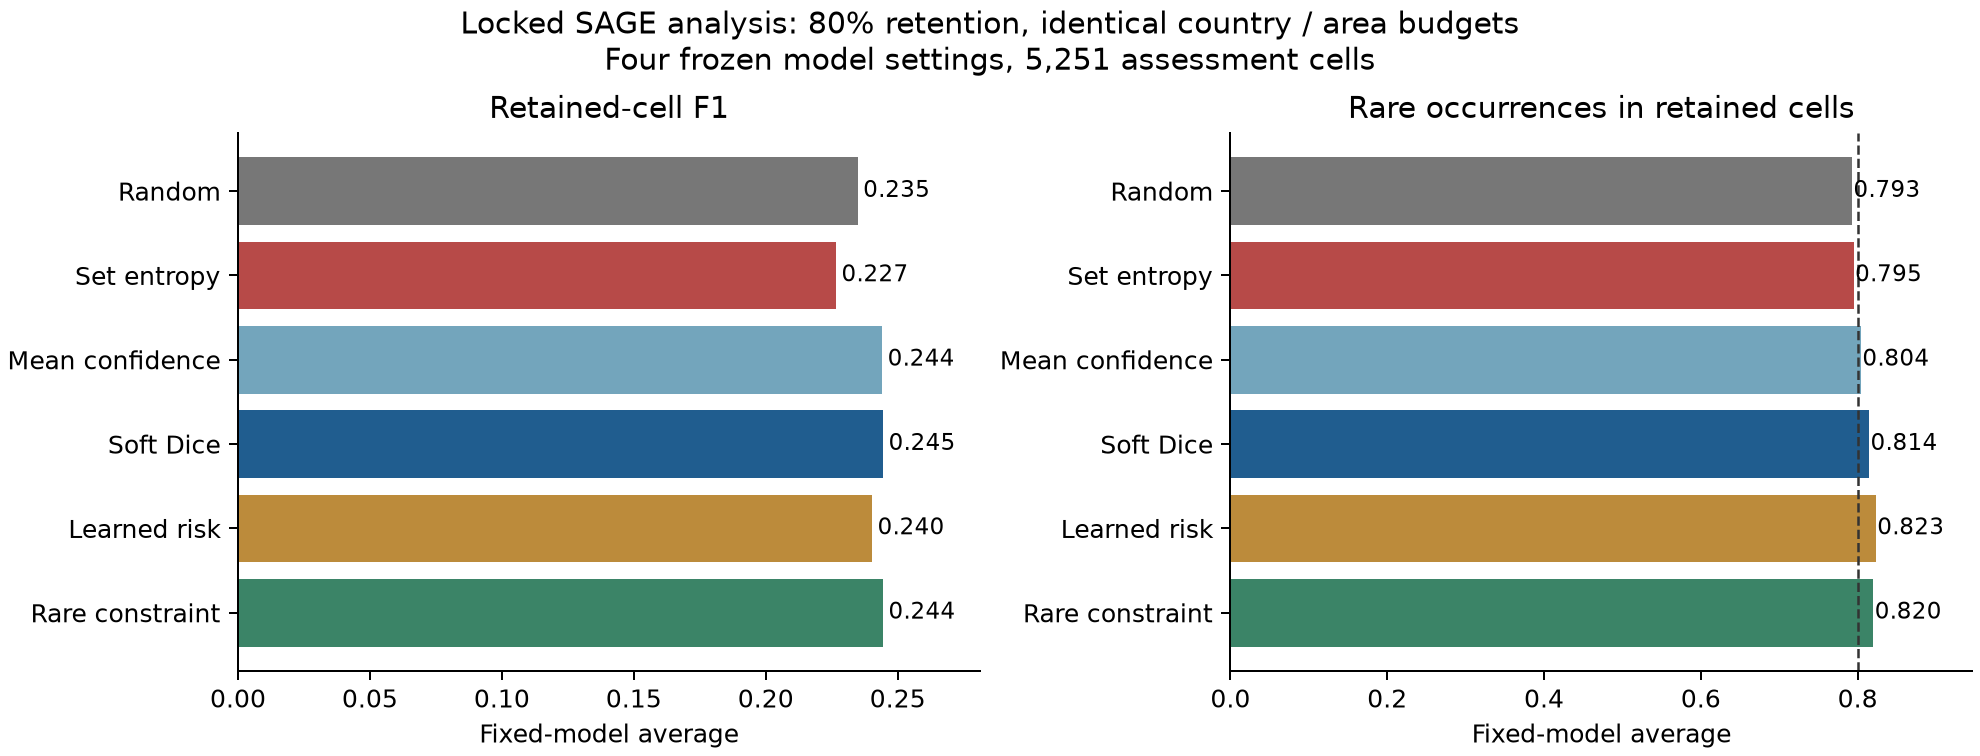 Locked SAGE analysis: 80% retention, identical country / area budgets
Four frozen model settings, 5,251 assessment cells
Retained-cell F1
Random
0.235
Set entropy
0.227
Mean confidence
0.244
Soft Dice
0.245
Learned risk
0.240
Rare constraint
0.244
0.00 0.05 0.10 0.15 0.20 0.25
Fixed-model average
Rare occurrences in retained cells
Random
0.793
Set entropy
0.795
Mean confidence
0.804
Soft Dice
0.814
Learned risk
0.823
Rare constraint
0.820
0.0 0.2 0.4 0.6 0.8
Fixed-model average